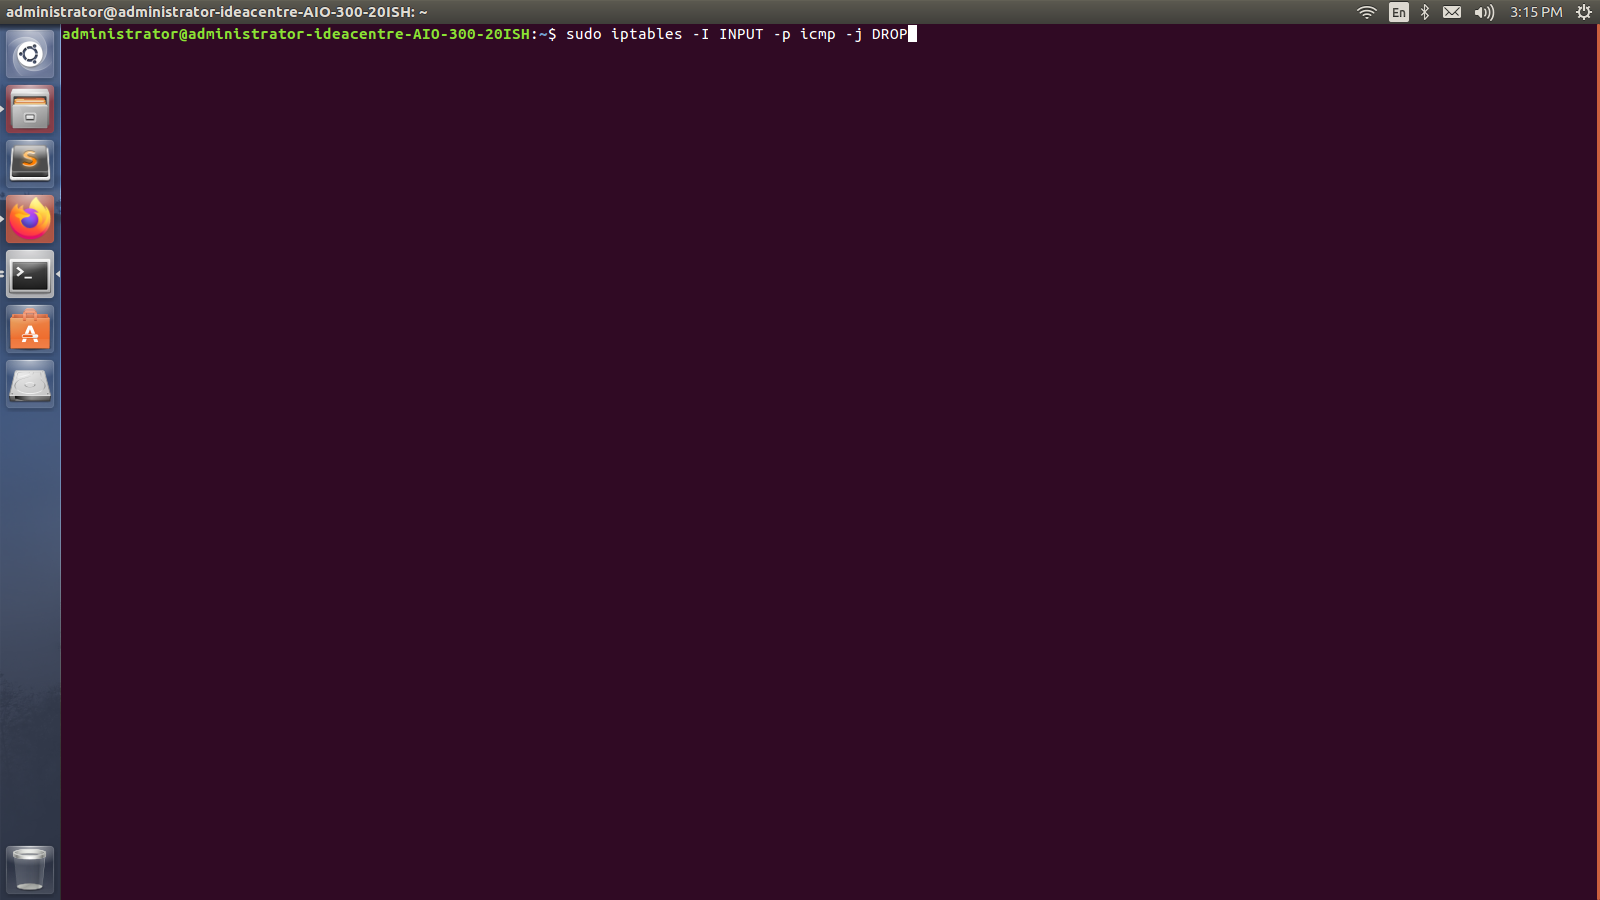 administrator@administrator-ideacentre-AIO-300-20ISH: ~
En
3:15 PM
administrator@administrator-ideacentre-AIO-300-20ISH:~$ sudo iptables -I INPUT -p icmp -j DROP
S
>_
A